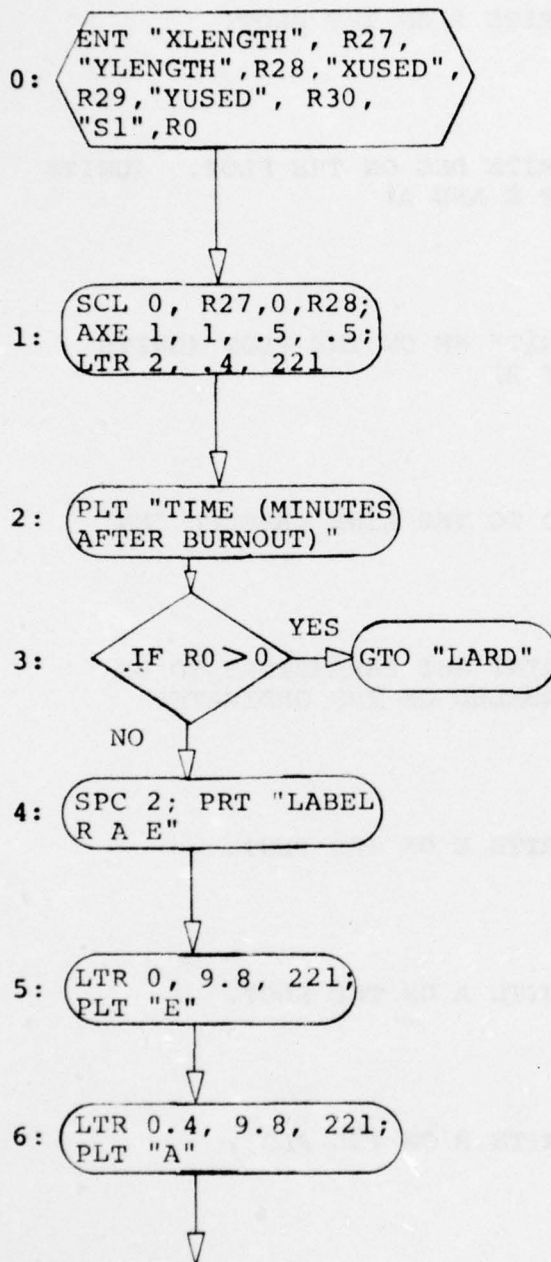 ENT "XLENGTH", R27,
"YLENGTH",R28,"XUSED",
0: R29,"YUSED", R30,
"S1",R0
SCL 0, R27,0,R28;
1: AXE 1, 1, .5, .5;
LTR 2, .4, 221
2: PLT "TIME (MINUTES
AFTER BURNOUT)"
YES
3: IF R0>0 GTO "LARD"
NO
4: SPC 2; PRT "LABEL
R A E"
5: LTR 0, 9.8, 221;
PLT "E"
6: LTR 0.4, 9.8, 221;
PLT "A"